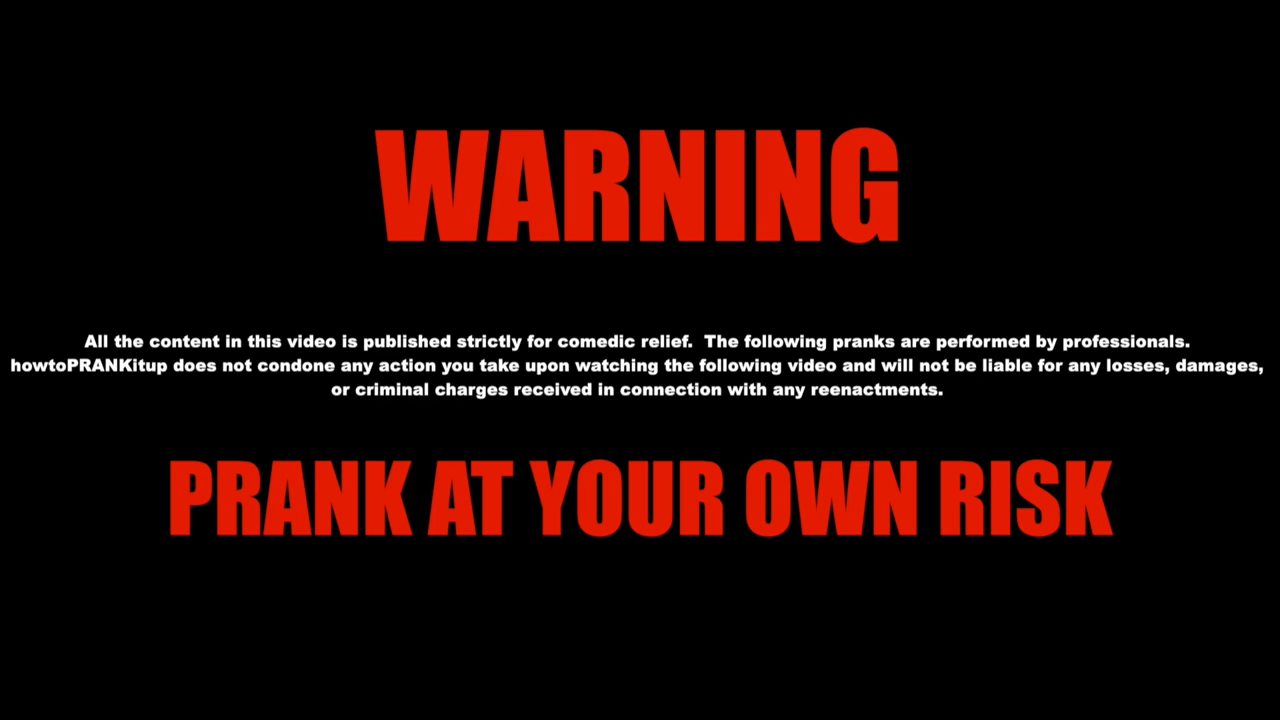 WARNING
All the content in this video is published strictly for comedic relief.  The following pranks are performed by professionals.
howtoPRANKitup does not condone any action you take upon watching the following video and will not be liable for any losses, damages,
or criminal charges received in connection with any reenactments.
PRANK AT YOUR OWN RISK